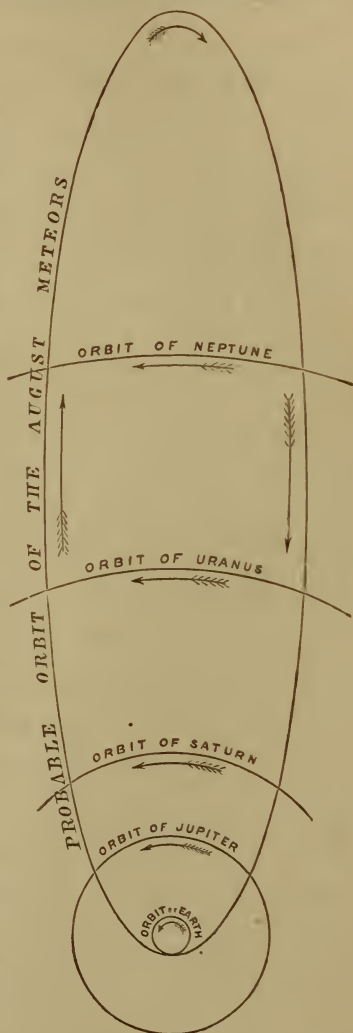 PROBABLE ORBIT OF THE AUGUST METEORS
ORBIT OF NEPTUNE
ORBIT OF URANUS
ORBIT OF SATURN
ORBIT OF JUPITER
ORBIT OF EARTH